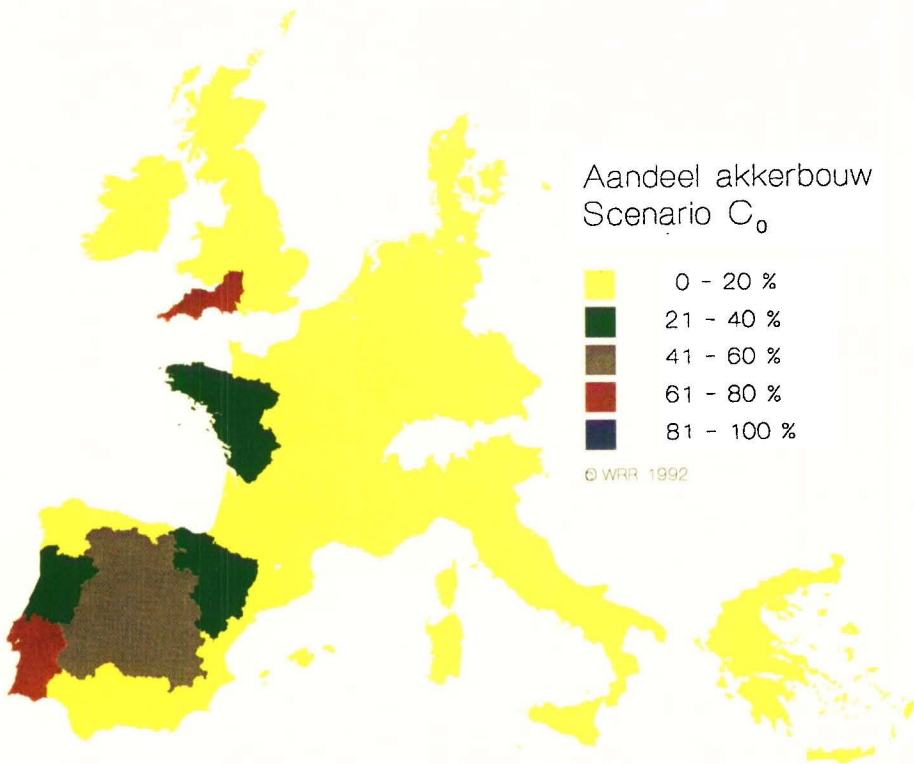 Aandeel akkerbouw
Scenario C₀
0 - 20 %
21 - 40 %
41 - 60 %
61 - 80 %
81 - 100 %
© WRR 1992